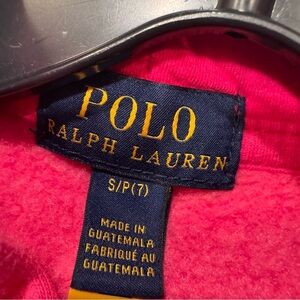 POLO
RALPH LAUREN
S/P(7)
MADE IN
GUATEMALA
FABRIQUÉ AU
GUATEMALA